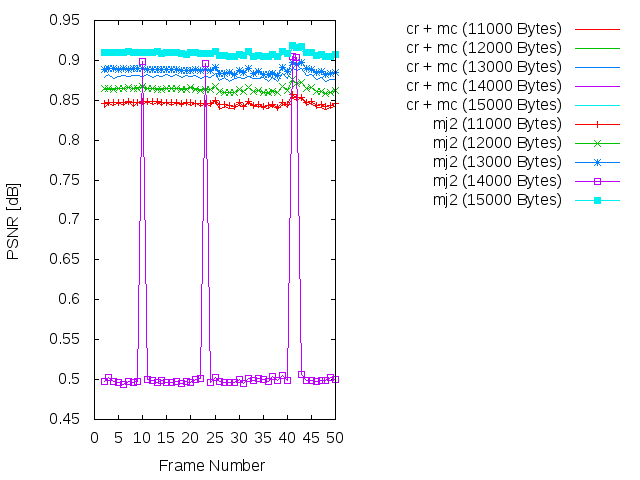 0.95
0.9
0.85
0.8
0.75
0.7
0.65
0.6
0.55
0.5
0.45
PSNR [dB]
0 5 10 15 20 25 30 35 40 45 50
Frame Number
cr + mc (11000 Bytes)
cr + mc (12000 Bytes)
cr + mc (13000 Bytes)
cr + mc (14000 Bytes)
cr + mc (15000 Bytes)
mj2 (11000 Bytes)
mj2 (12000 Bytes)
mj2 (13000 Bytes)
mj2 (14000 Bytes)
mj2 (15000 Bytes)